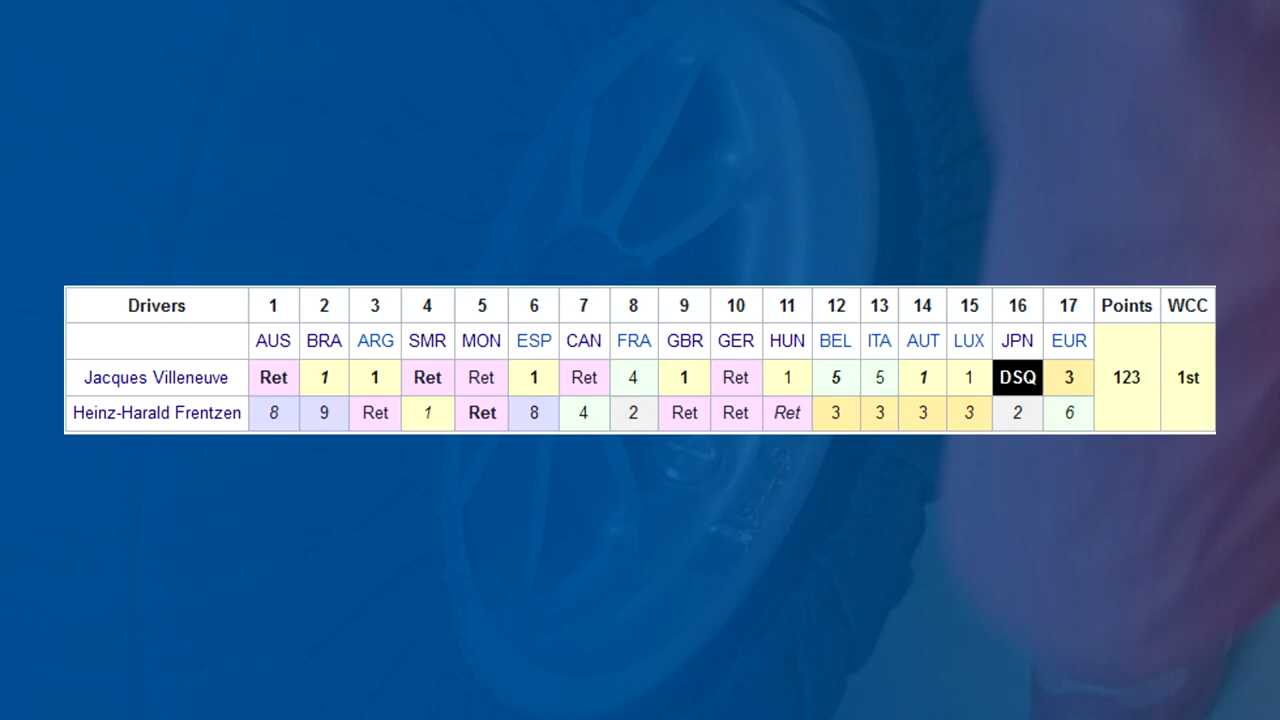 Drivers 1 2 3 4 5 6 7 8 9 10 11 12 13 14 15 16 17 Points WCC
AUS BRA ARG SMR MON ESP CAN FRA GBR GER HUN BEL ITA AUT LUX JPN EUR
Jacques Villeneuve Ret 1 1 Ret Ret 1 Ret 4 1 Ret 1 5 5 1 1 DSQ 3 123 1st
Heinz-Harald Frentzen 8 9 Ret 1 Ret 8 4 2 Ret Ret Ret 3 3 3 3 2 6